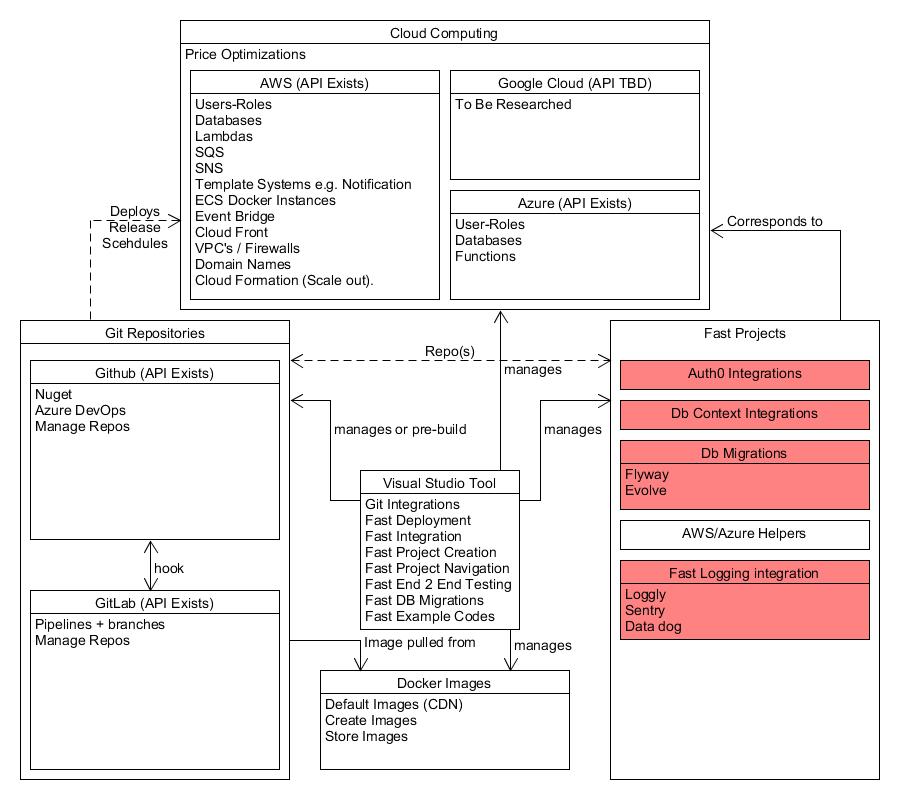 Cloud Computing
Price Optimizations
AWS (API Exists)
Users-Roles
Databases
Lambdas
SQS
SNS
Template Systems e.g. Notification
ECS Docker Instances
Event Bridge
Cloud Front
VPC's / Firewalls
Domain Names
Cloud Formation (Scale out).
Google Cloud (API TBD)
To Be Researched
Azure (API Exists)
User-Roles
Databases
Functions
Deploys
Release
Scehdules
Corresponds to
Git Repositories
Github (API Exists)
Nuget
Azure DevOps
Manage Repos
hook
GitLab (API Exists)
Pipelines + branches
Manage Repos
Repo(s)
manages
manages or pre-build
manages
Visual Studio Tool
Git Integrations
Fast Deployment
Fast Integration
Fast Project Creation
Fast Project Navigation
Fast End 2 End Testing
Fast DB Migrations
Fast Example Codes
Image pulled from
manages
Docker Images
Default Images (CDN)
Create Images
Store Images
Fast Projects
Auth0 Integrations
Db Context Integrations
Db Migrations
Flyway
Evolve
AWS/Azure Helpers
Fast Logging integration
Loggly
Sentry
Data dog